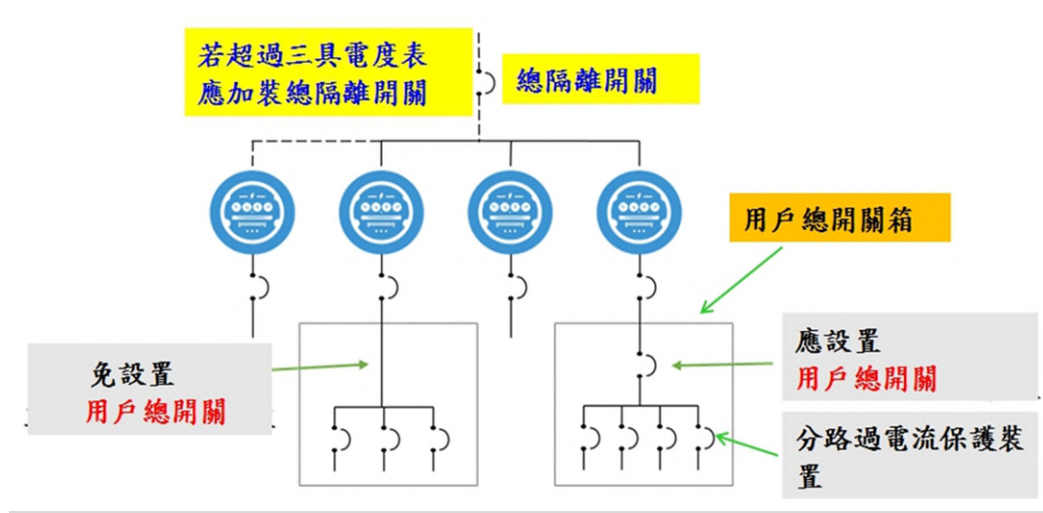 若超過三具電度表
應加裝總隔離開關
總隔離開關
用戶總開關箱
免設置
用戶總開關
應設置
用戶總開關
分路過電流保護裝
置